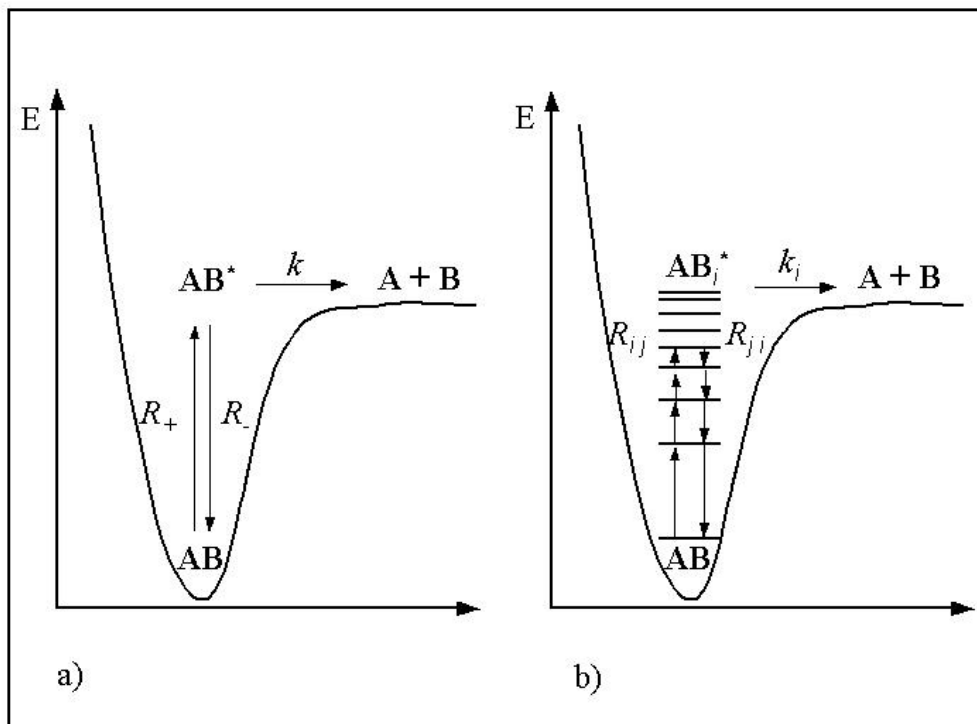 E
AB* k A + B
R+ R-
AB
a)
E
ABi* ki A + B
Rij Rji
AB
b)